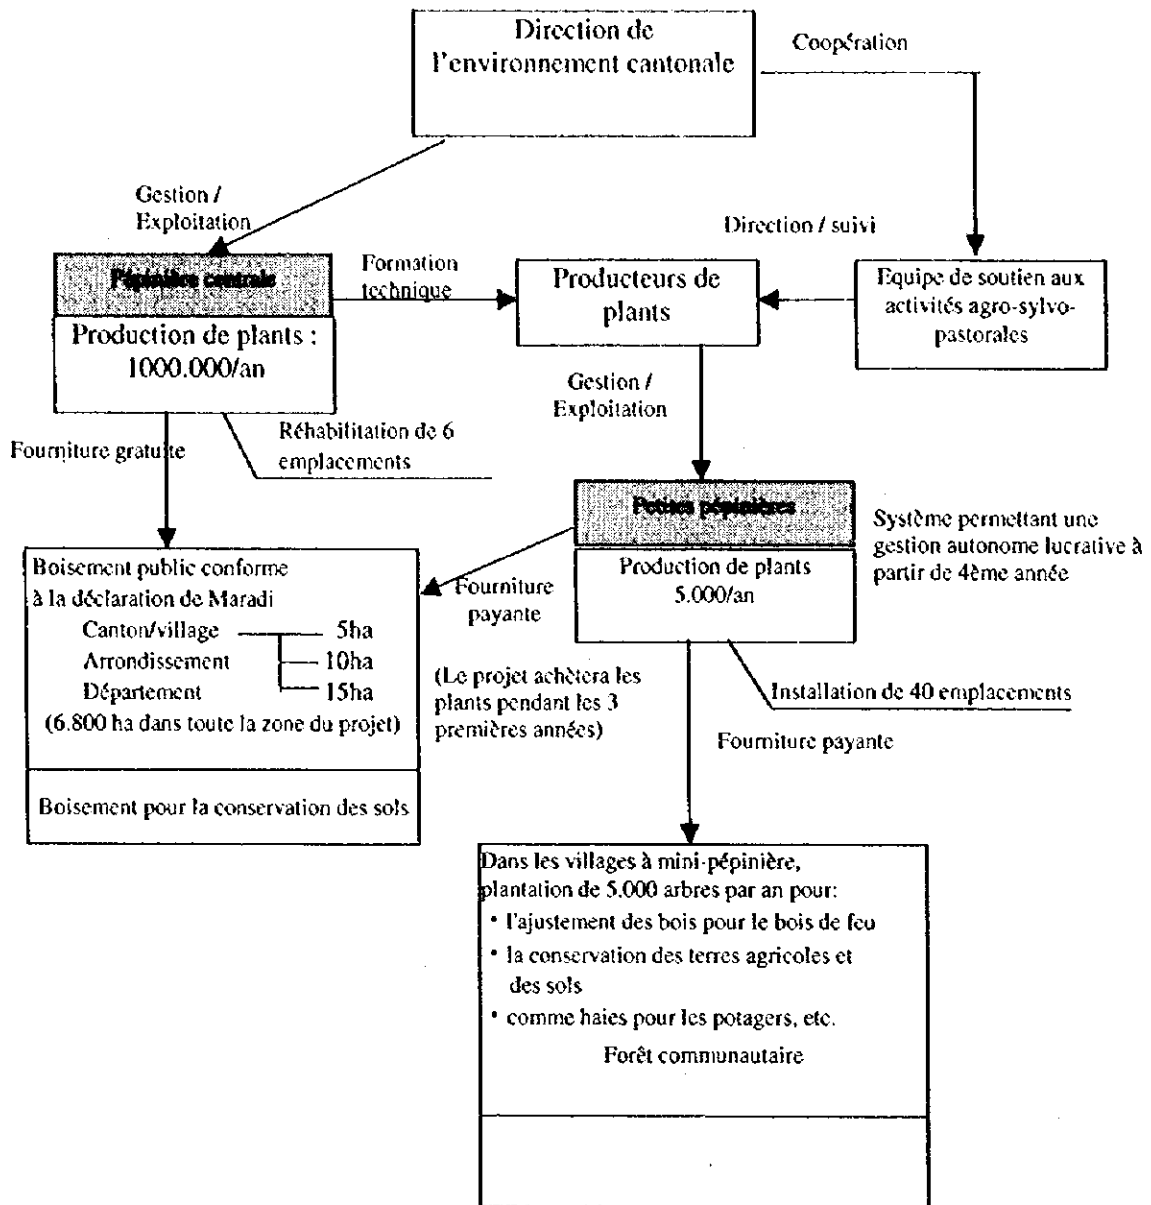 Direction de
l'environnement cantonale
Coopération
Gestion /
Exploitation
Direction / suivi
Pépinière centrale
Production de plants :
1000.000/an
Formation
technique
Producteurs de
plants
Equipe de soutien aux
activités agro-sylvo-
pastorales
Gestion /
Exploitation
Fourniture gratuite
Réhabilitation de 6
emplacements
Petites pépinières
Production de plants
5.000/an
Système permettant une
gestion autonome lucrative à
partir de 4ème année
Boisement public conforme
à la déclaration de Maradi
Canton/village 5ha
Arrondissement 10ha
Département 15ha
(6.800 ha dans toute la zone du projet)
Boisement pour la conservation des sols
Fourniture
payante
(Le projet achètera les
plants pendant les 3
premières années)
Installation de 40 emplacements
Fourniture payante
Dans les villages à mini-pépinière,
plantation de 5.000 arbres par an pour:
• l'ajustement des bois pour le bois de feu
• la conservation des terres agricoles et
des sols
• comme haies pour les potagers, etc.
Forêt communautaire